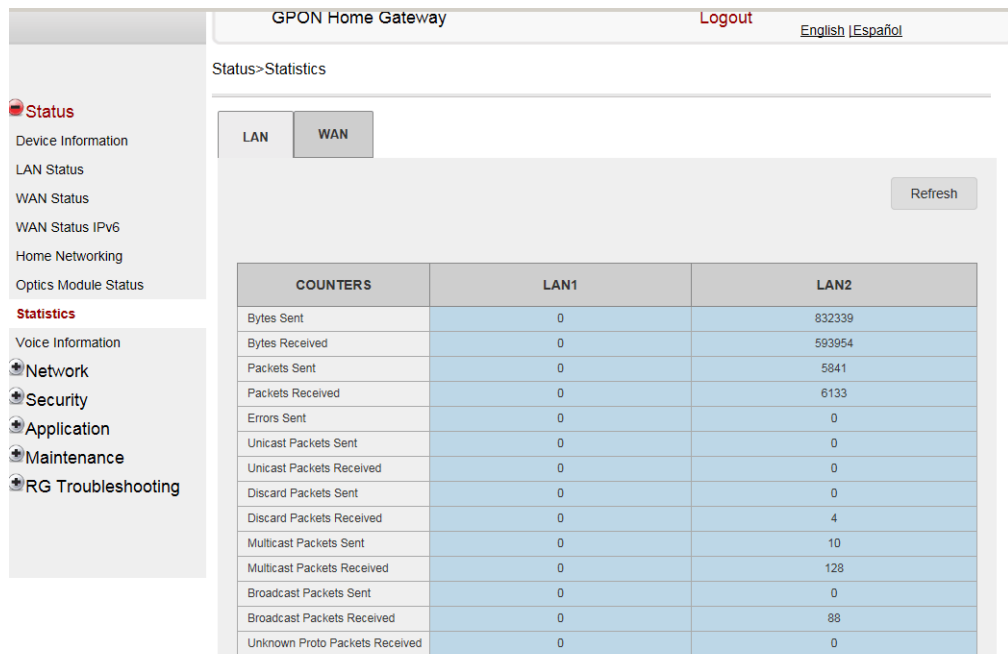 GPON Home Gateway
Logout
English |Español
Status>Statistics
Status
Device Information
LAN Status
WAN Status
WAN Status IPv6
Home Networking
Optics Module Status
Statistics
Voice Information
Network
Security
Application
Maintenance
RG Troubleshooting
LAN WAN
Refresh
COUNTERS LAN1 LAN2
Bytes Sent 0 832339
Bytes Received 0 593954
Packets Sent 0 5841
Packets Received 0 6133
Errors Sent 0 0
Unicast Packets Sent 0 0
Unicast Packets Received 0 0
Discard Packets Sent 0 0
Discard Packets Received 0 4
Multicast Packets Sent 0 10
Multicast Packets Received 0 128
Broadcast Packets Sent 0 0
Broadcast Packets Received 0 88
Unknown Proto Packets Received 0 0